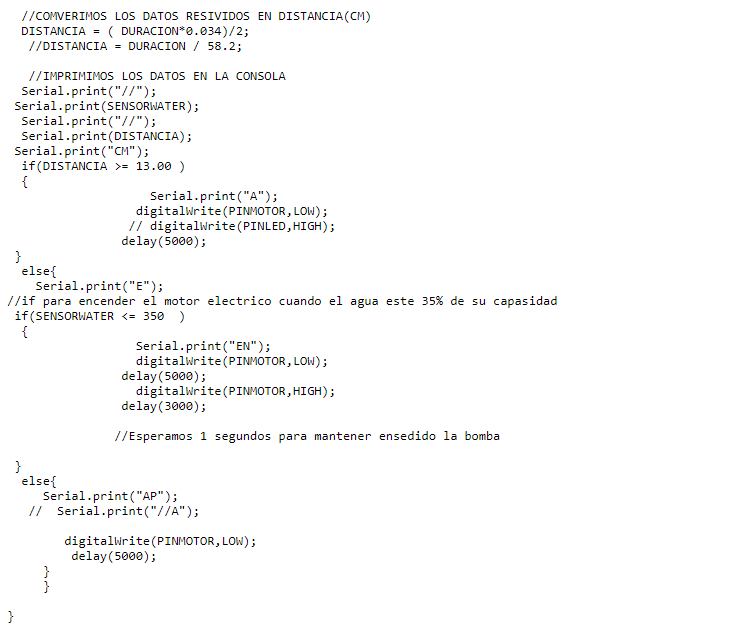 //COMVERIMOS LOS DATOS RESIVIDOS EN DISTANCIA(CM)
DISTANCIA = ( DURACION*0.034)/2;
//DISTANCIA = DURACION / 58.2;
//IMPRIMIMOS LOS DATOS EN LA CONSOLA
Serial.print("//");
Serial.print(SENSORWATER);
Serial.print("//");
Serial.print(DISTANCIA);
Serial.print("CM");
if(DISTANCIA >= 13.00 )
{
Serial.print("A");
digitalWrite(PINMOTOR,LOW);
// digitalWrite(PINLED,HIGH);
delay(5000);
}
else{
Serial.print("E");
//if para encender el motor electrico cuando el agua este 35% de su capasidad
if(SENSORWATER <= 350  )
{
Serial.print("EN");
digitalWrite(PINMOTOR,LOW);
delay(5000);
digitalWrite(PINMOTOR,HIGH);
delay(3000);
//Esperamos 1 segundos para mantener ensedido la bomba
}
else{
Serial.print("AP");
//  Serial.print("//A");
digitalWrite(PINMOTOR,LOW);
delay(5000);
}
}
}